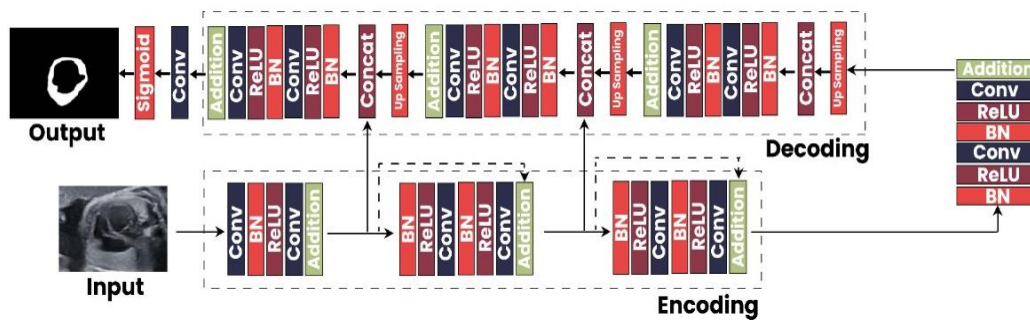 Output
Sigmoid
Conv
Addition
Conv
ReLU
BN
Conv
ReLU
BN
Concat
Up Sampling
Addition
Conv
ReLU
BN
Conv
ReLU
BN
Concat
Up Sampling
Addition
Conv
ReLU
BN
Conv
ReLU
BN
Concat
Up Sampling
Decoding
Addition
Conv
ReLU
BN
Conv
ReLU
BN
Input
Conv
BN
ReLU
Conv
Addition
BN
ReLU
Conv
BN
ReLU
Conv
Addition
BN
ReLU
Conv
BN
ReLU
Conv
Addition
Encoding